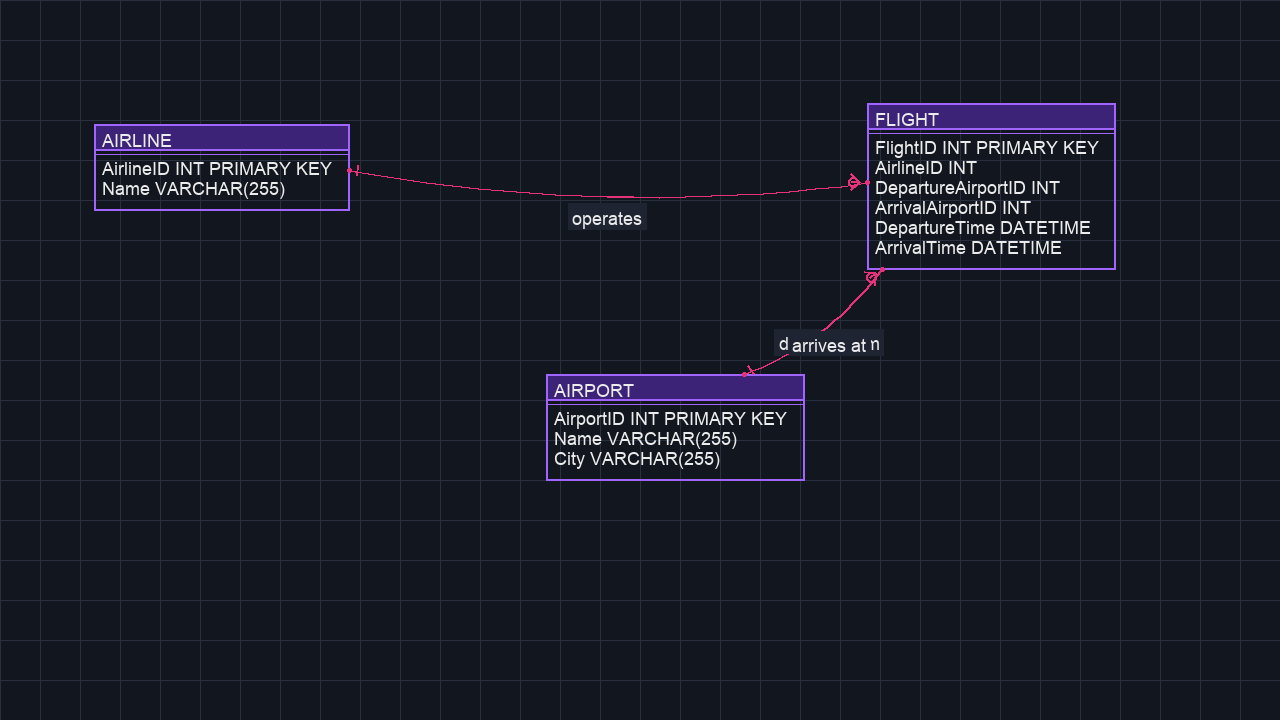 AIRLINE
AirlineID INT PRIMARY KEY
Name VARCHAR(255)
operates
FLIGHT
FlightID INT PRIMARY KEY
AirlineID INT
DepartureAirportID INT
ArrivalAirportID INT
DepartureTime DATETIME
ArrivalTime DATETIME
arrives at
AIRPORT
AirportID INT PRIMARY KEY
Name VARCHAR(255)
City VARCHAR(255)